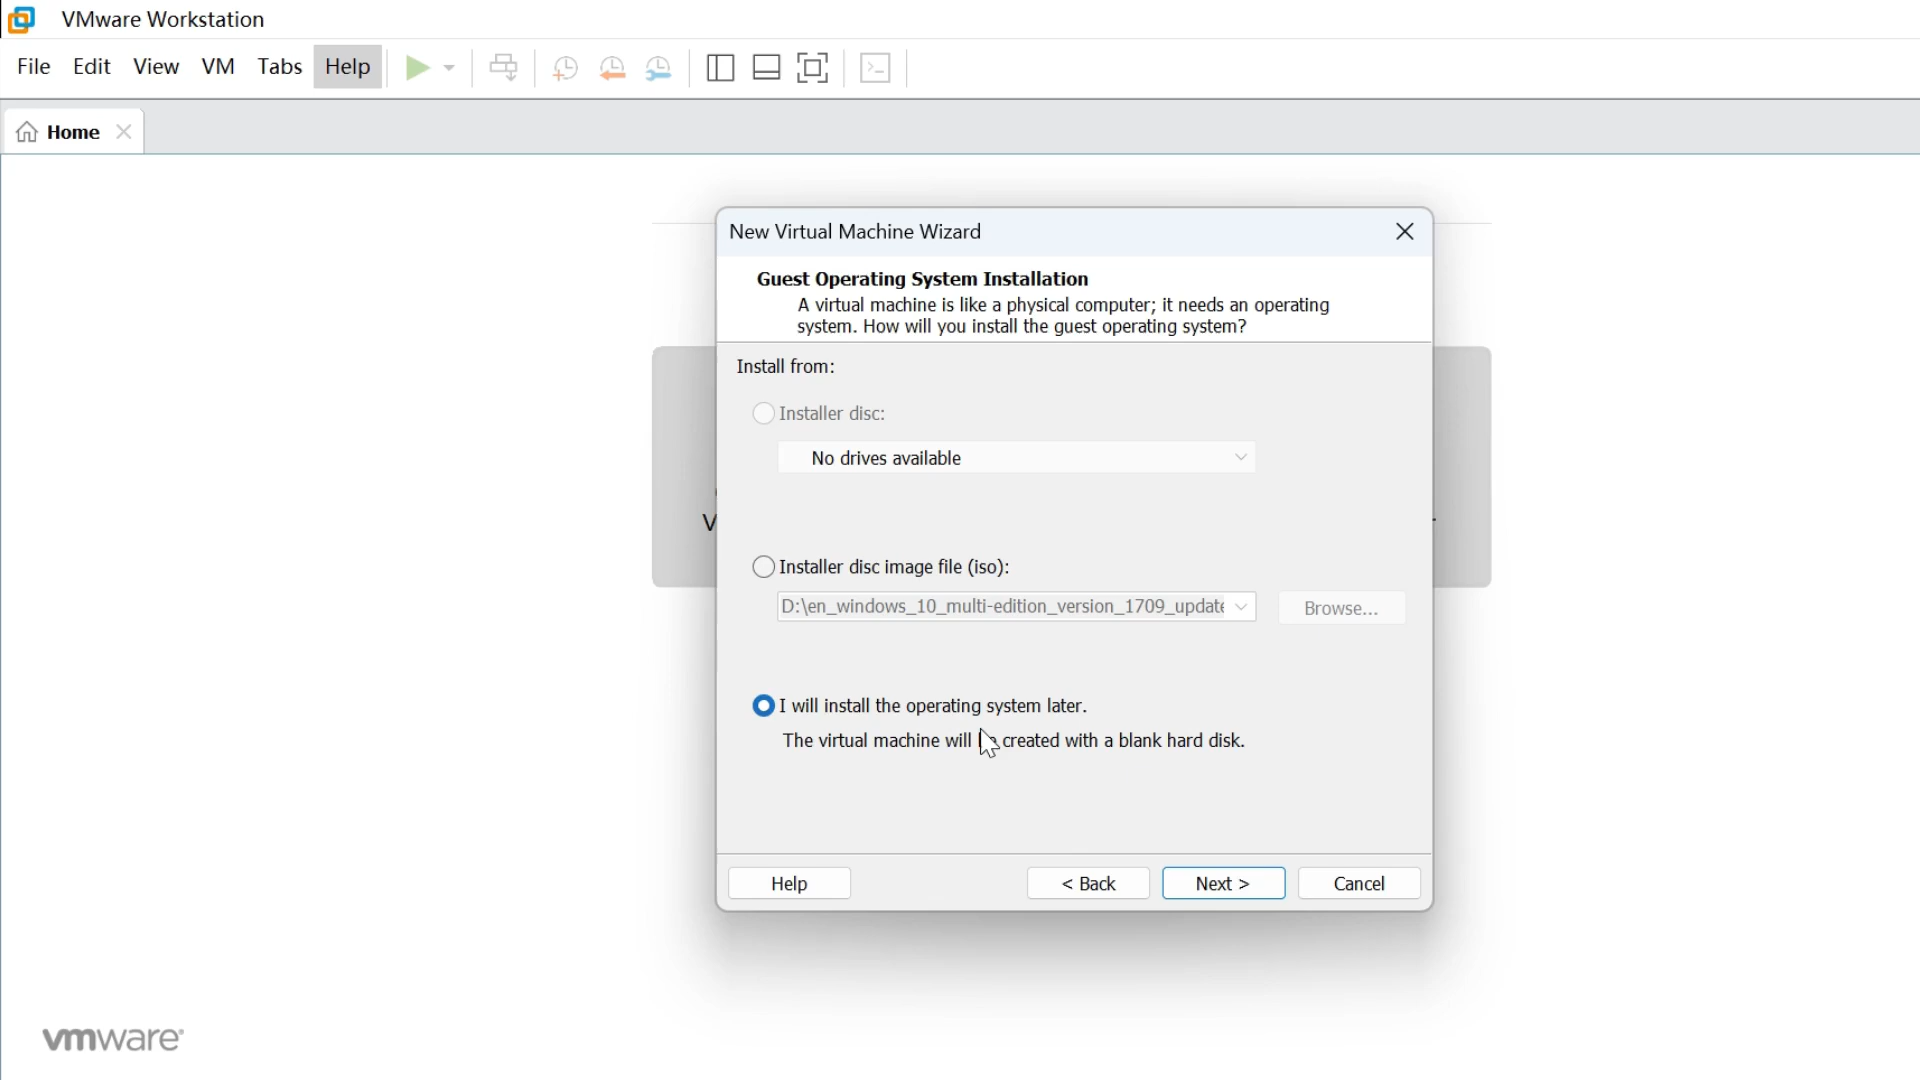 VMware Workstation
File Edit View VM Tabs Help
Home
New Virtual Machine Wizard
Guest Operating System Installation
A virtual machine is like a physical computer; it needs an operating
system. How will you install the guest operating system?
Install from:
Installer disc:
No drives available
Installer disc image file (iso):
D:\en_windows_10_multi-edition_version_1709_update
Browse...
I will install the operating system later.
The virtual machine will created with a blank hard disk.
Help < Back Next > Cancel
vmware